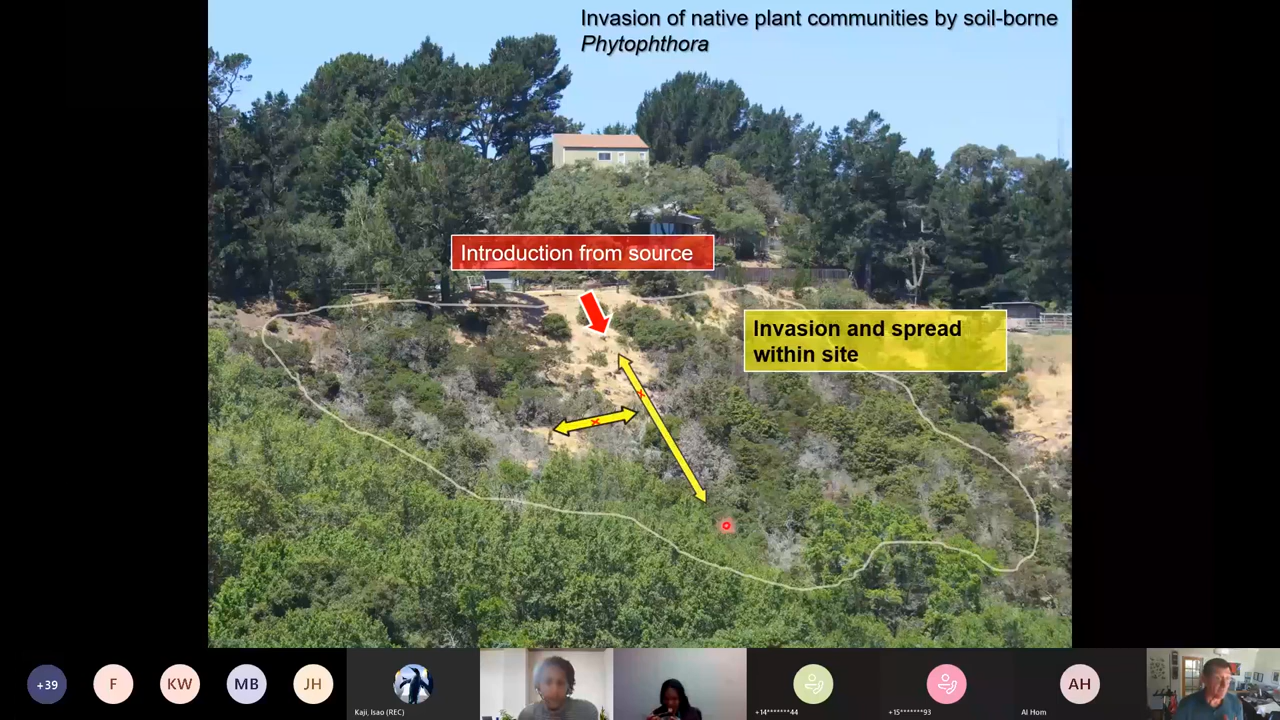 Invasion of native plant communities by soil-borne
Phytophthora
Introduction from source
Invasion and spread
within site
x
x
+39
F
KW
MB
JH
Kaji, Isao (REC)
+14*******44
+15*******93
AH
Al Hom